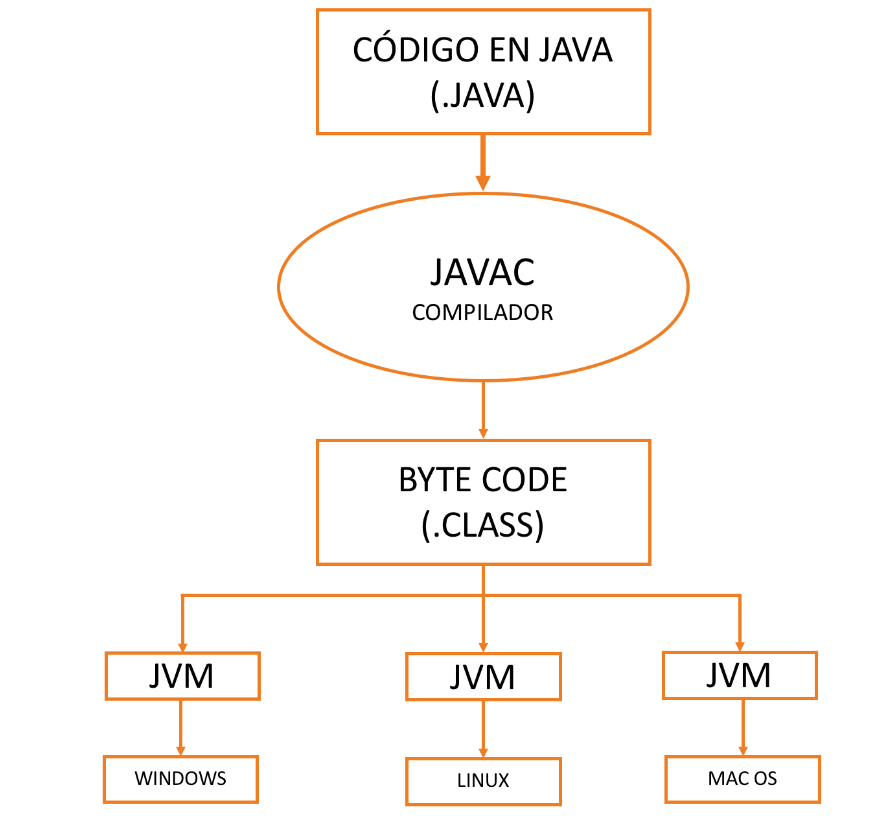 CÓDIGO EN JAVA
(.JAVA)
JAVAC
COMPILADOR
BYTE CODE
(.CLASS)
JVM
JVM
JVM
WINDOWS
LINUX
MAC OS